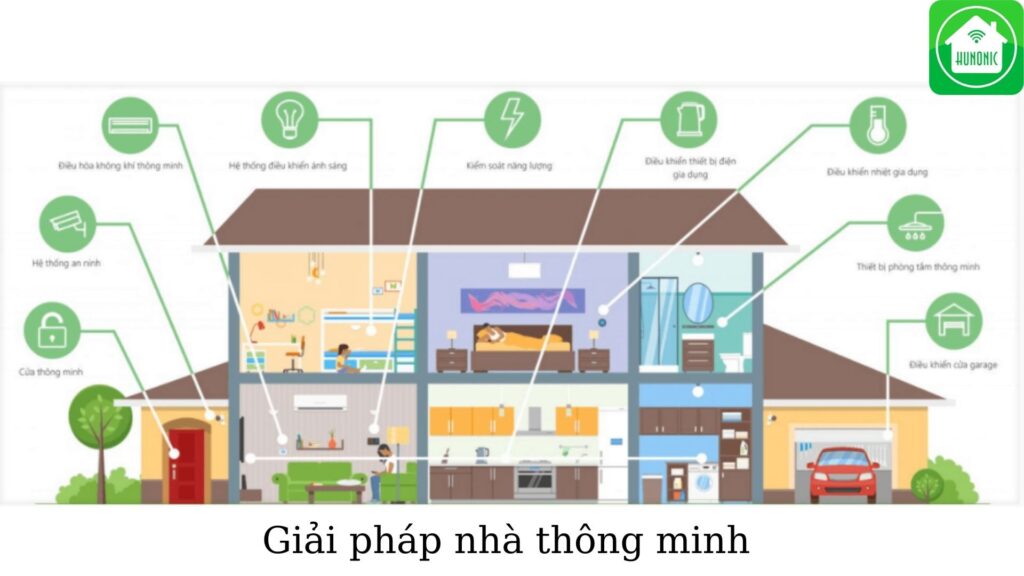 HUNONIC
Điều hòa không khí thông minh
Hệ thống điều khiển ánh sáng
Kiểm soát năng lượng
Điều khiển thiết bị điện
gia dụng
Điều khiển nhiệt gia dụng
Hệ thống an ninh
Thiết bị phòng tắm thông minh
Cửa thông minh
Điều khiển cửa garage
Giải pháp nhà thông minh